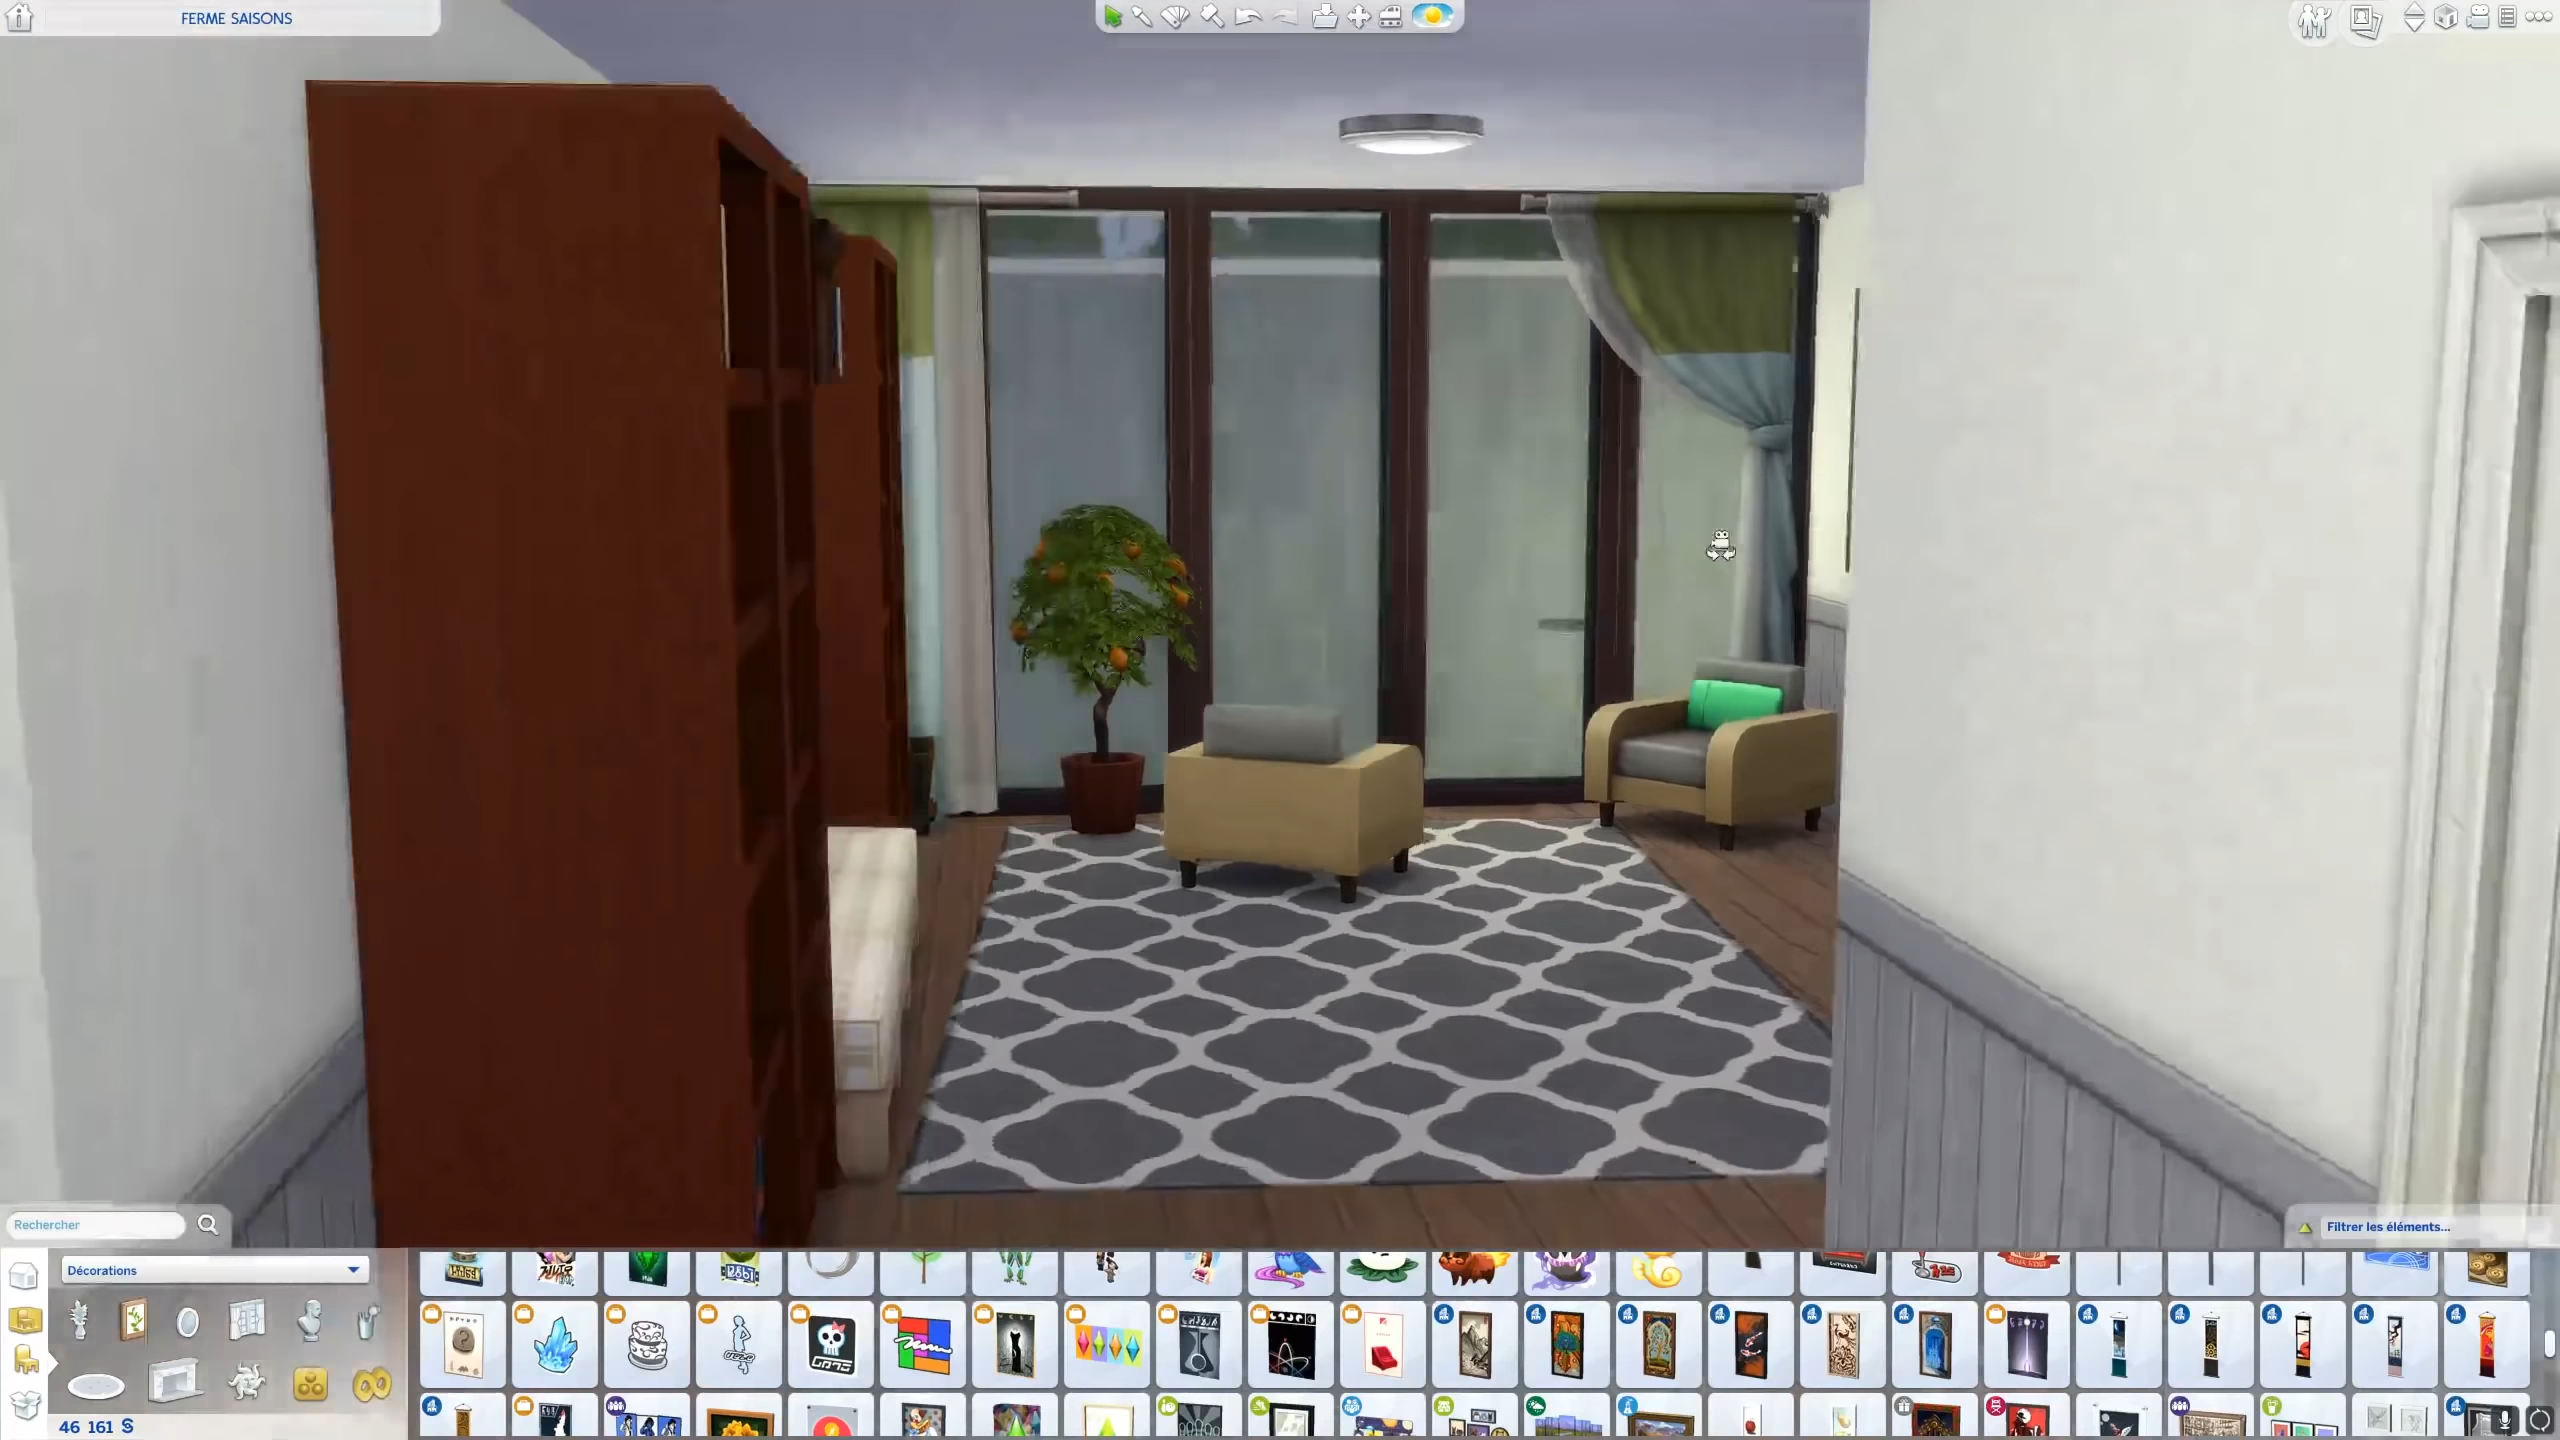 FERME SAISONS
Rechercher
Filtrer les éléments...
Décorations
46 161 §